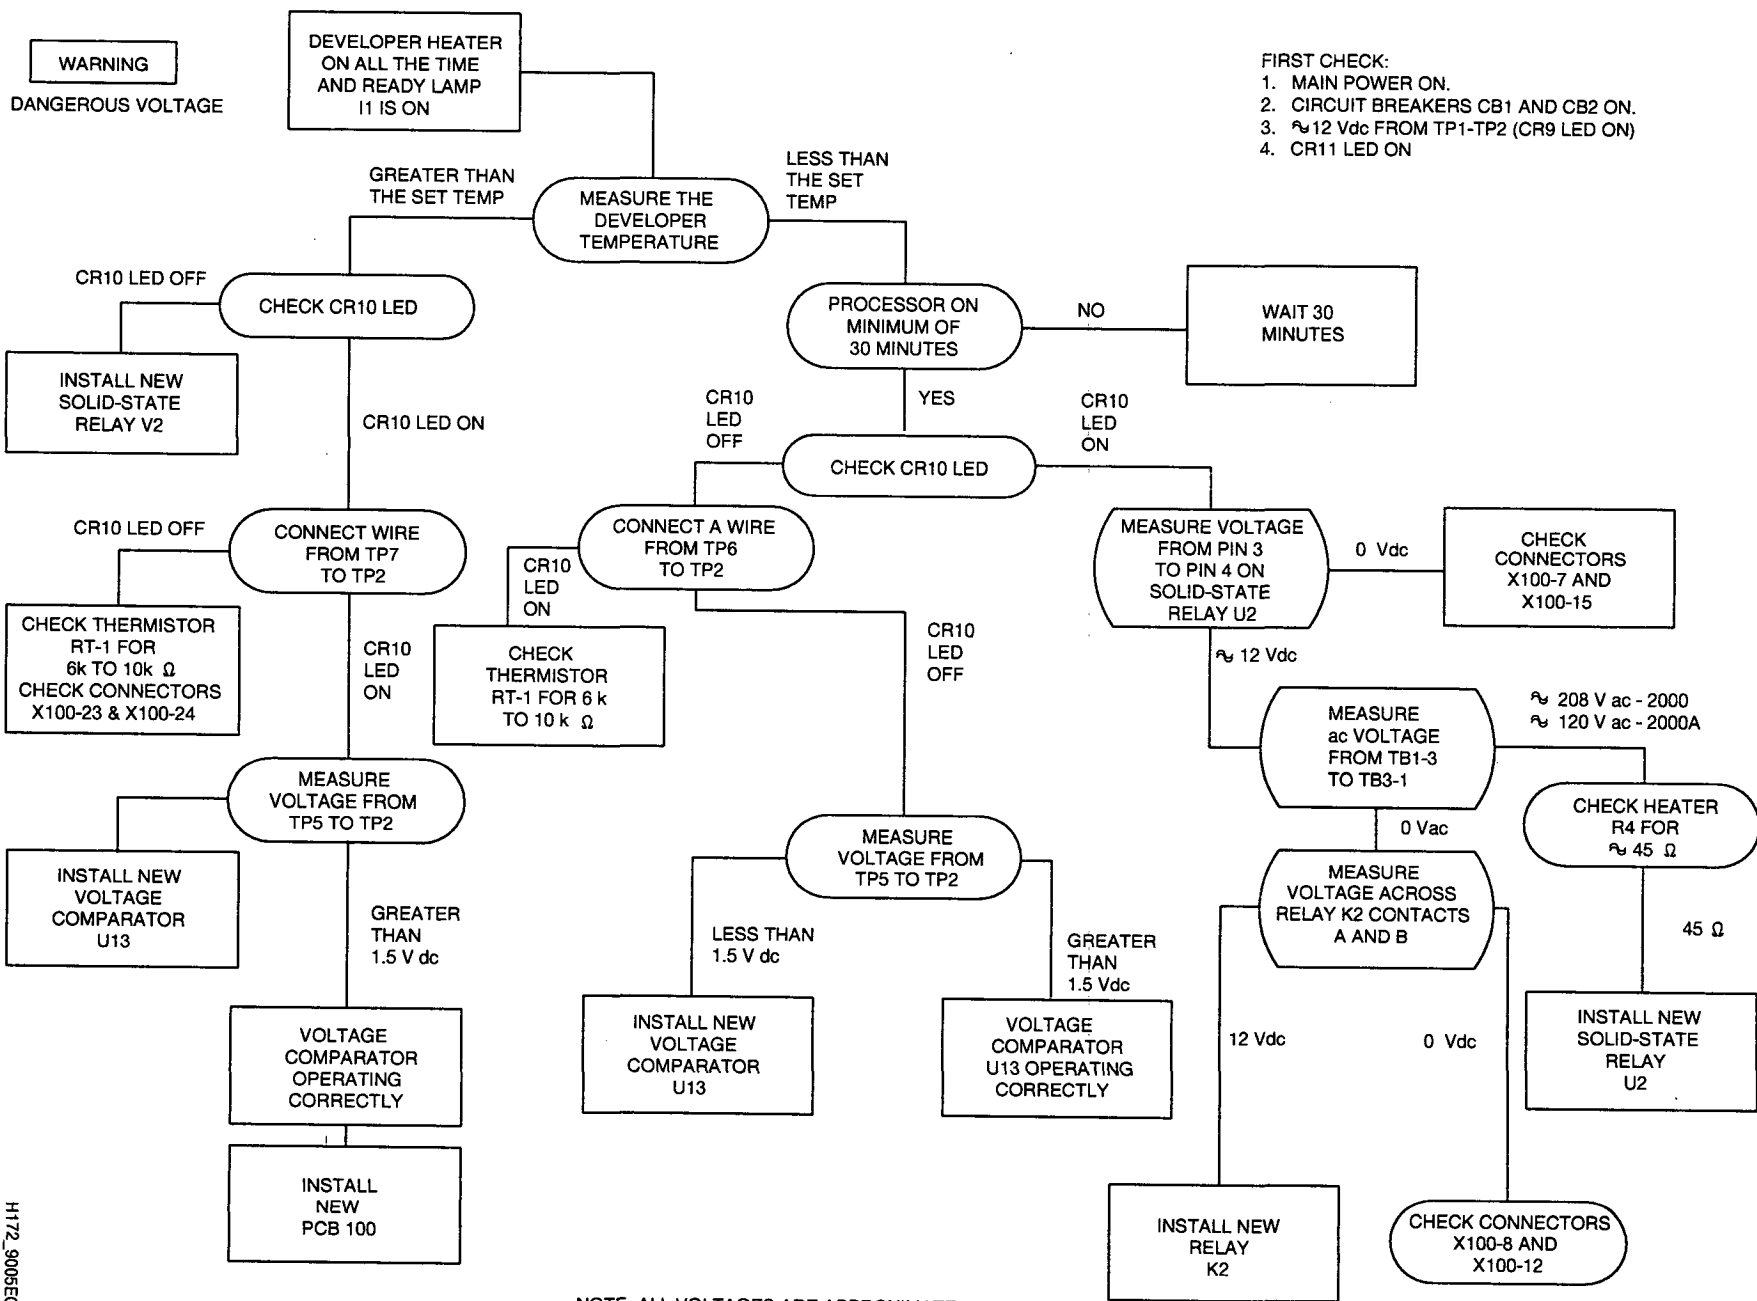 WARNING
DANGEROUS VOLTAGE
DEVELOPER HEATER
ON ALL THE TIME
AND READY LAMP
I1 IS ON
FIRST CHECK:
1. MAIN POWER ON.
2. CIRCUIT BREAKERS CB1 AND CB2 ON.
3. ≈12 Vdc FROM TP1-TP2 (CR9 LED ON)
4. CR11 LED ON
GREATER THAN
THE SET TEMP
LESS THAN
THE SET
TEMP
MEASURE THE
DEVELOPER
TEMPERATURE
CR10 LED OFF
CHECK CR10 LED
PROCESSOR ON
MINIMUM OF
30 MINUTES
NO
WAIT 30
MINUTES
INSTALL NEW
SOLID-STATE
RELAY V2
CR10 LED ON
CR10
LED
OFF
YES
CR10
LED
ON
CHECK CR10 LED
CR10 LED OFF
CONNECT WIRE
FROM TP7
TO TP2
CONNECT A WIRE
FROM TP6
TO TP2
CR10
LED
ON
MEASURE VOLTAGE
FROM PIN 3
TO PIN 4 ON
SOLID-STATE
RELAY U2
0 Vdc
CHECK
CONNECTORS
X100-7 AND
X100-15
CHECK THERMISTOR
RT-1 FOR
6k TO 10k Ω
CHECK CONNECTORS
X100-23 & X100-24
CR10
LED
ON
CHECK
THERMISTOR
RT-1 FOR 6 k
TO 10 k Ω
CR10
LED
OFF
≈ 12 Vdc
MEASURE
ac VOLTAGE
FROM TB1-3
TO TB3-1
≈ 208 V ac - 2000
≈ 120 V ac - 2000A
MEASURE
VOLTAGE FROM
TP5 TO TP2
MEASURE
VOLTAGE FROM
TP5 TO TP2
0 Vac
CHECK HEATER
R4 FOR
≈ 45 Ω
INSTALL NEW
VOLTAGE
COMPARATOR
U13
GREATER
THAN
1.5 V dc
LESS THAN
1.5 V dc
GREATER
THAN
1.5 Vdc
MEASURE
VOLTAGE ACROSS
RELAY K2 CONTACTS
A AND B
45 Ω
VOLTAGE
COMPARATOR
OPERATING
CORRECTLY
INSTALL NEW
VOLTAGE
COMPARATOR
U13
VOLTAGE
COMPARATOR
U13 OPERATING
CORRECTLY
12 Vdc
0 Vdc
INSTALL NEW
SOLID-STATE
RELAY
U2
INSTALL
NEW
PCB 100
INSTALL NEW
RELAY
K2
CHECK CONNECTORS
X100-8 AND
X100-12